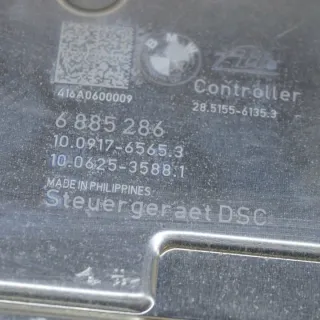 Ate
Controller
416A0600009
28.5155-6135.3
6 885 286
10.0917-6565.3
10.0625-3588.1
MADE IN PHILIPPINES
Steuergeraet DSC